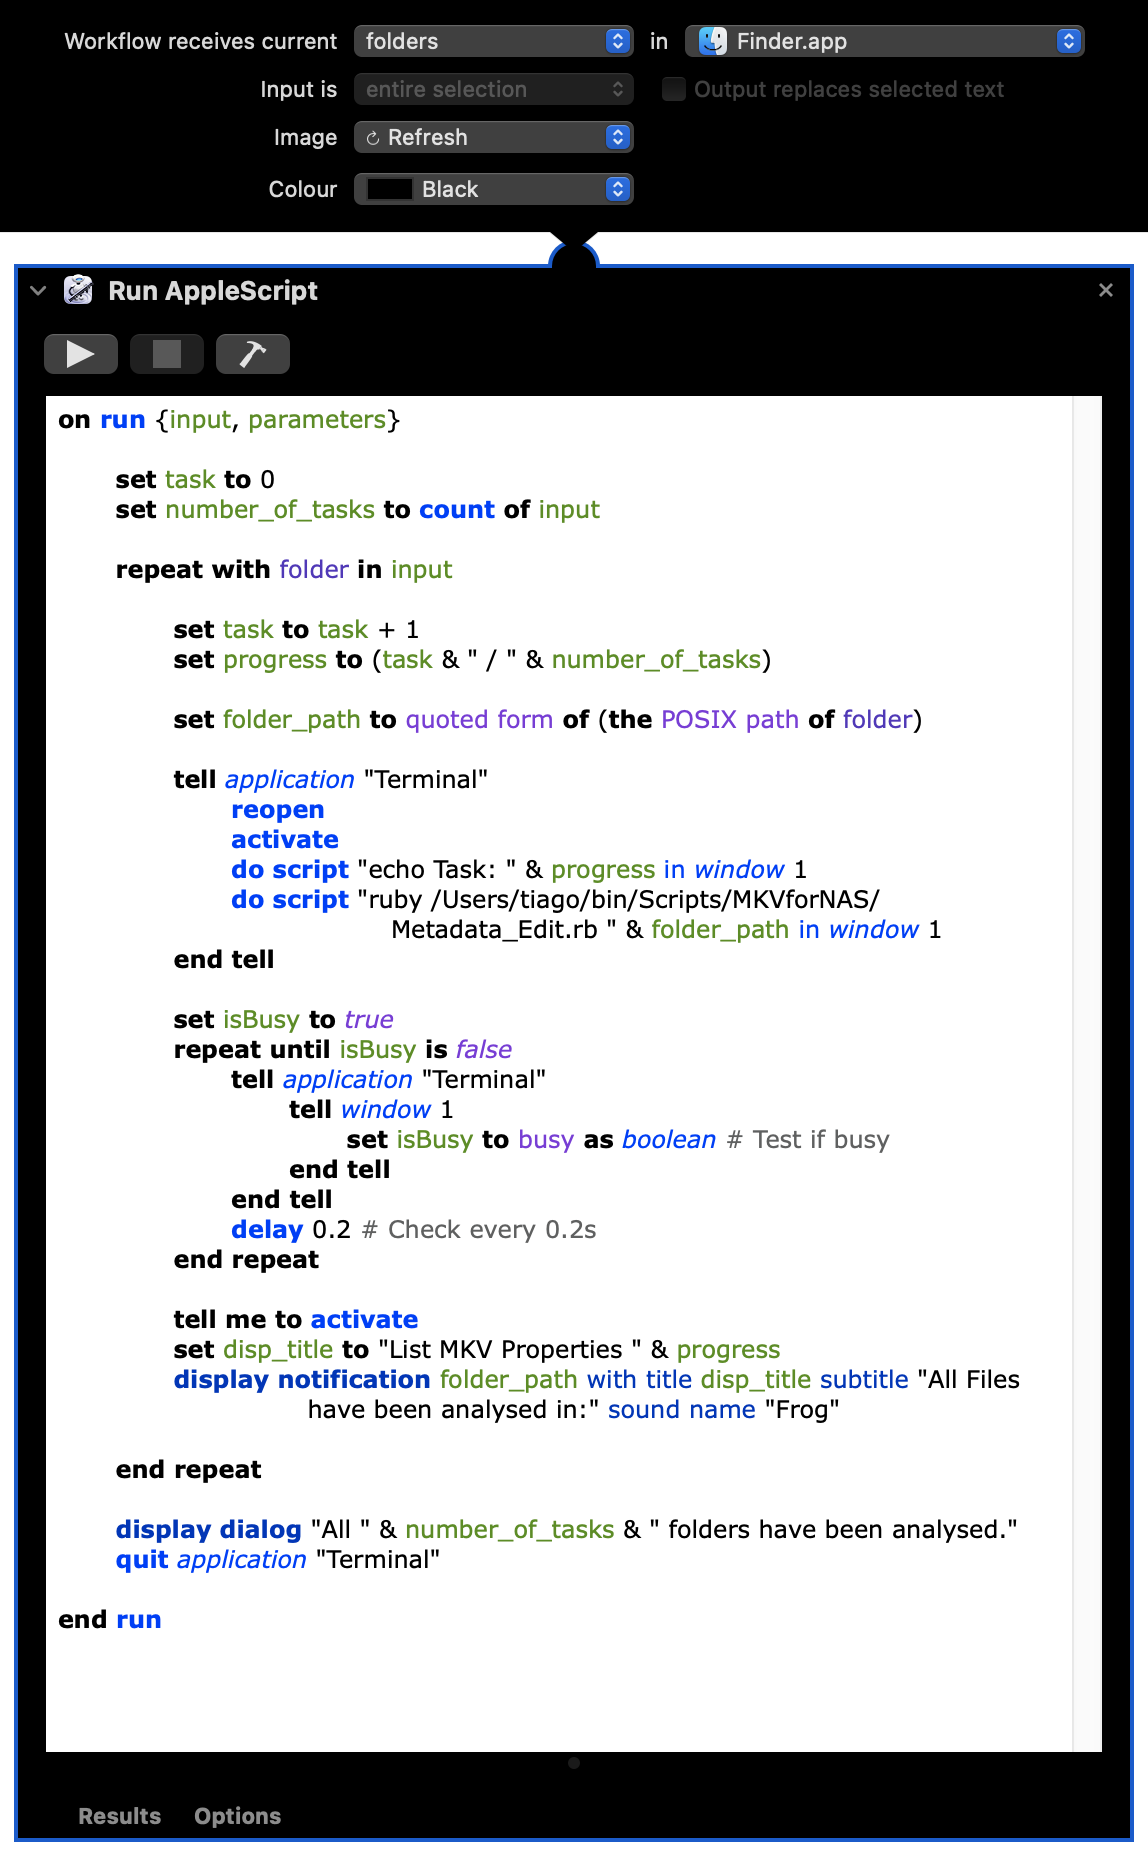 Workflow receives current folders in Finder.app
Input is entire selection Output replaces selected text
Image Refresh
Colour Black
Run AppleScript
on run {input, parameters}
set task to 0
set number_of_tasks to count of input
repeat with folder in input
set task to task + 1
set progress to (task & " / " & number_of_tasks)
set folder_path to quoted form of (the POSIX path of folder)
tell application "Terminal"
reopen
activate
do script "echo Task: " & progress in window 1
do script "ruby /Users/tiago/bin/Scripts/MKVforNAS/
Metadata_Edit.rb " & folder_path in window 1
end tell
set isBusy to true
repeat until isBusy is false
tell application "Terminal"
tell window 1
set isBusy to busy as boolean # Test if busy
end tell
end tell
delay 0.2 # Check every 0.2s
end repeat
tell me to activate
set disp_title to "List MKV Properties " & progress
display notification folder_path with title disp_title subtitle "All Files
have been analysed in:" sound name "Frog"
end repeat
display dialog "All " & number_of_tasks & " folders have been analysed."
quit application "Terminal"
end run
Results Options